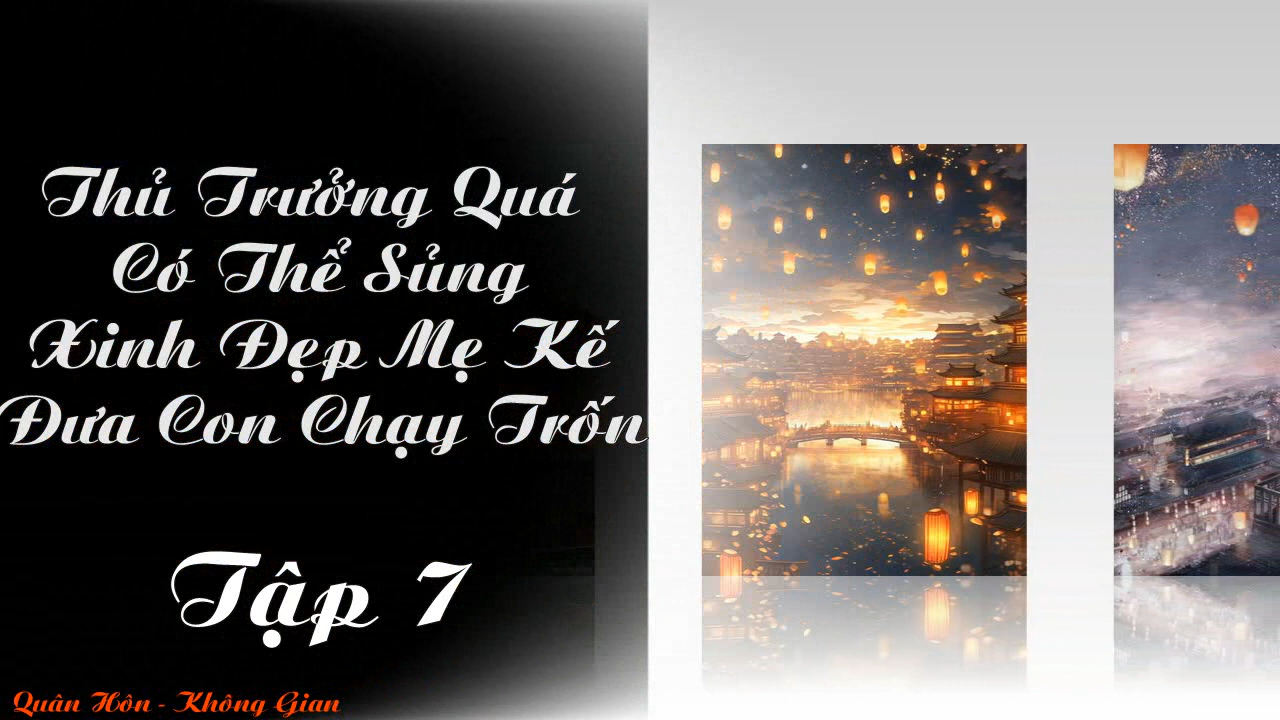 Thủ Trưởng Quá
Có Thể Sủng
Xinh Đẹp Mẹ Kế
Đưa Con Chạy Trốn
Tập 7
Quân Hôn - Không Gian